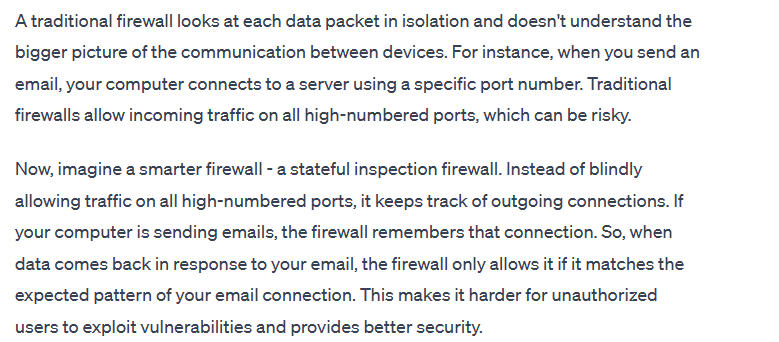 A traditional firewall looks at each data packet in isolation and doesn't understand the
bigger picture of the communication between devices. For instance, when you send an
email, your computer connects to a server using a specific port number. Traditional
firewalls allow incoming traffic on all high-numbered ports, which can be risky.
Now, imagine a smarter firewall - a stateful inspection firewall. Instead of blindly
allowing traffic on all high-numbered ports, it keeps track of outgoing connections. If
your computer is sending emails, the firewall remembers that connection. So, when
data comes back in response to your email, the firewall only allows it if it matches the
expected pattern of your email connection. This makes it harder for unauthorized
users to exploit vulnerabilities and provides better security.